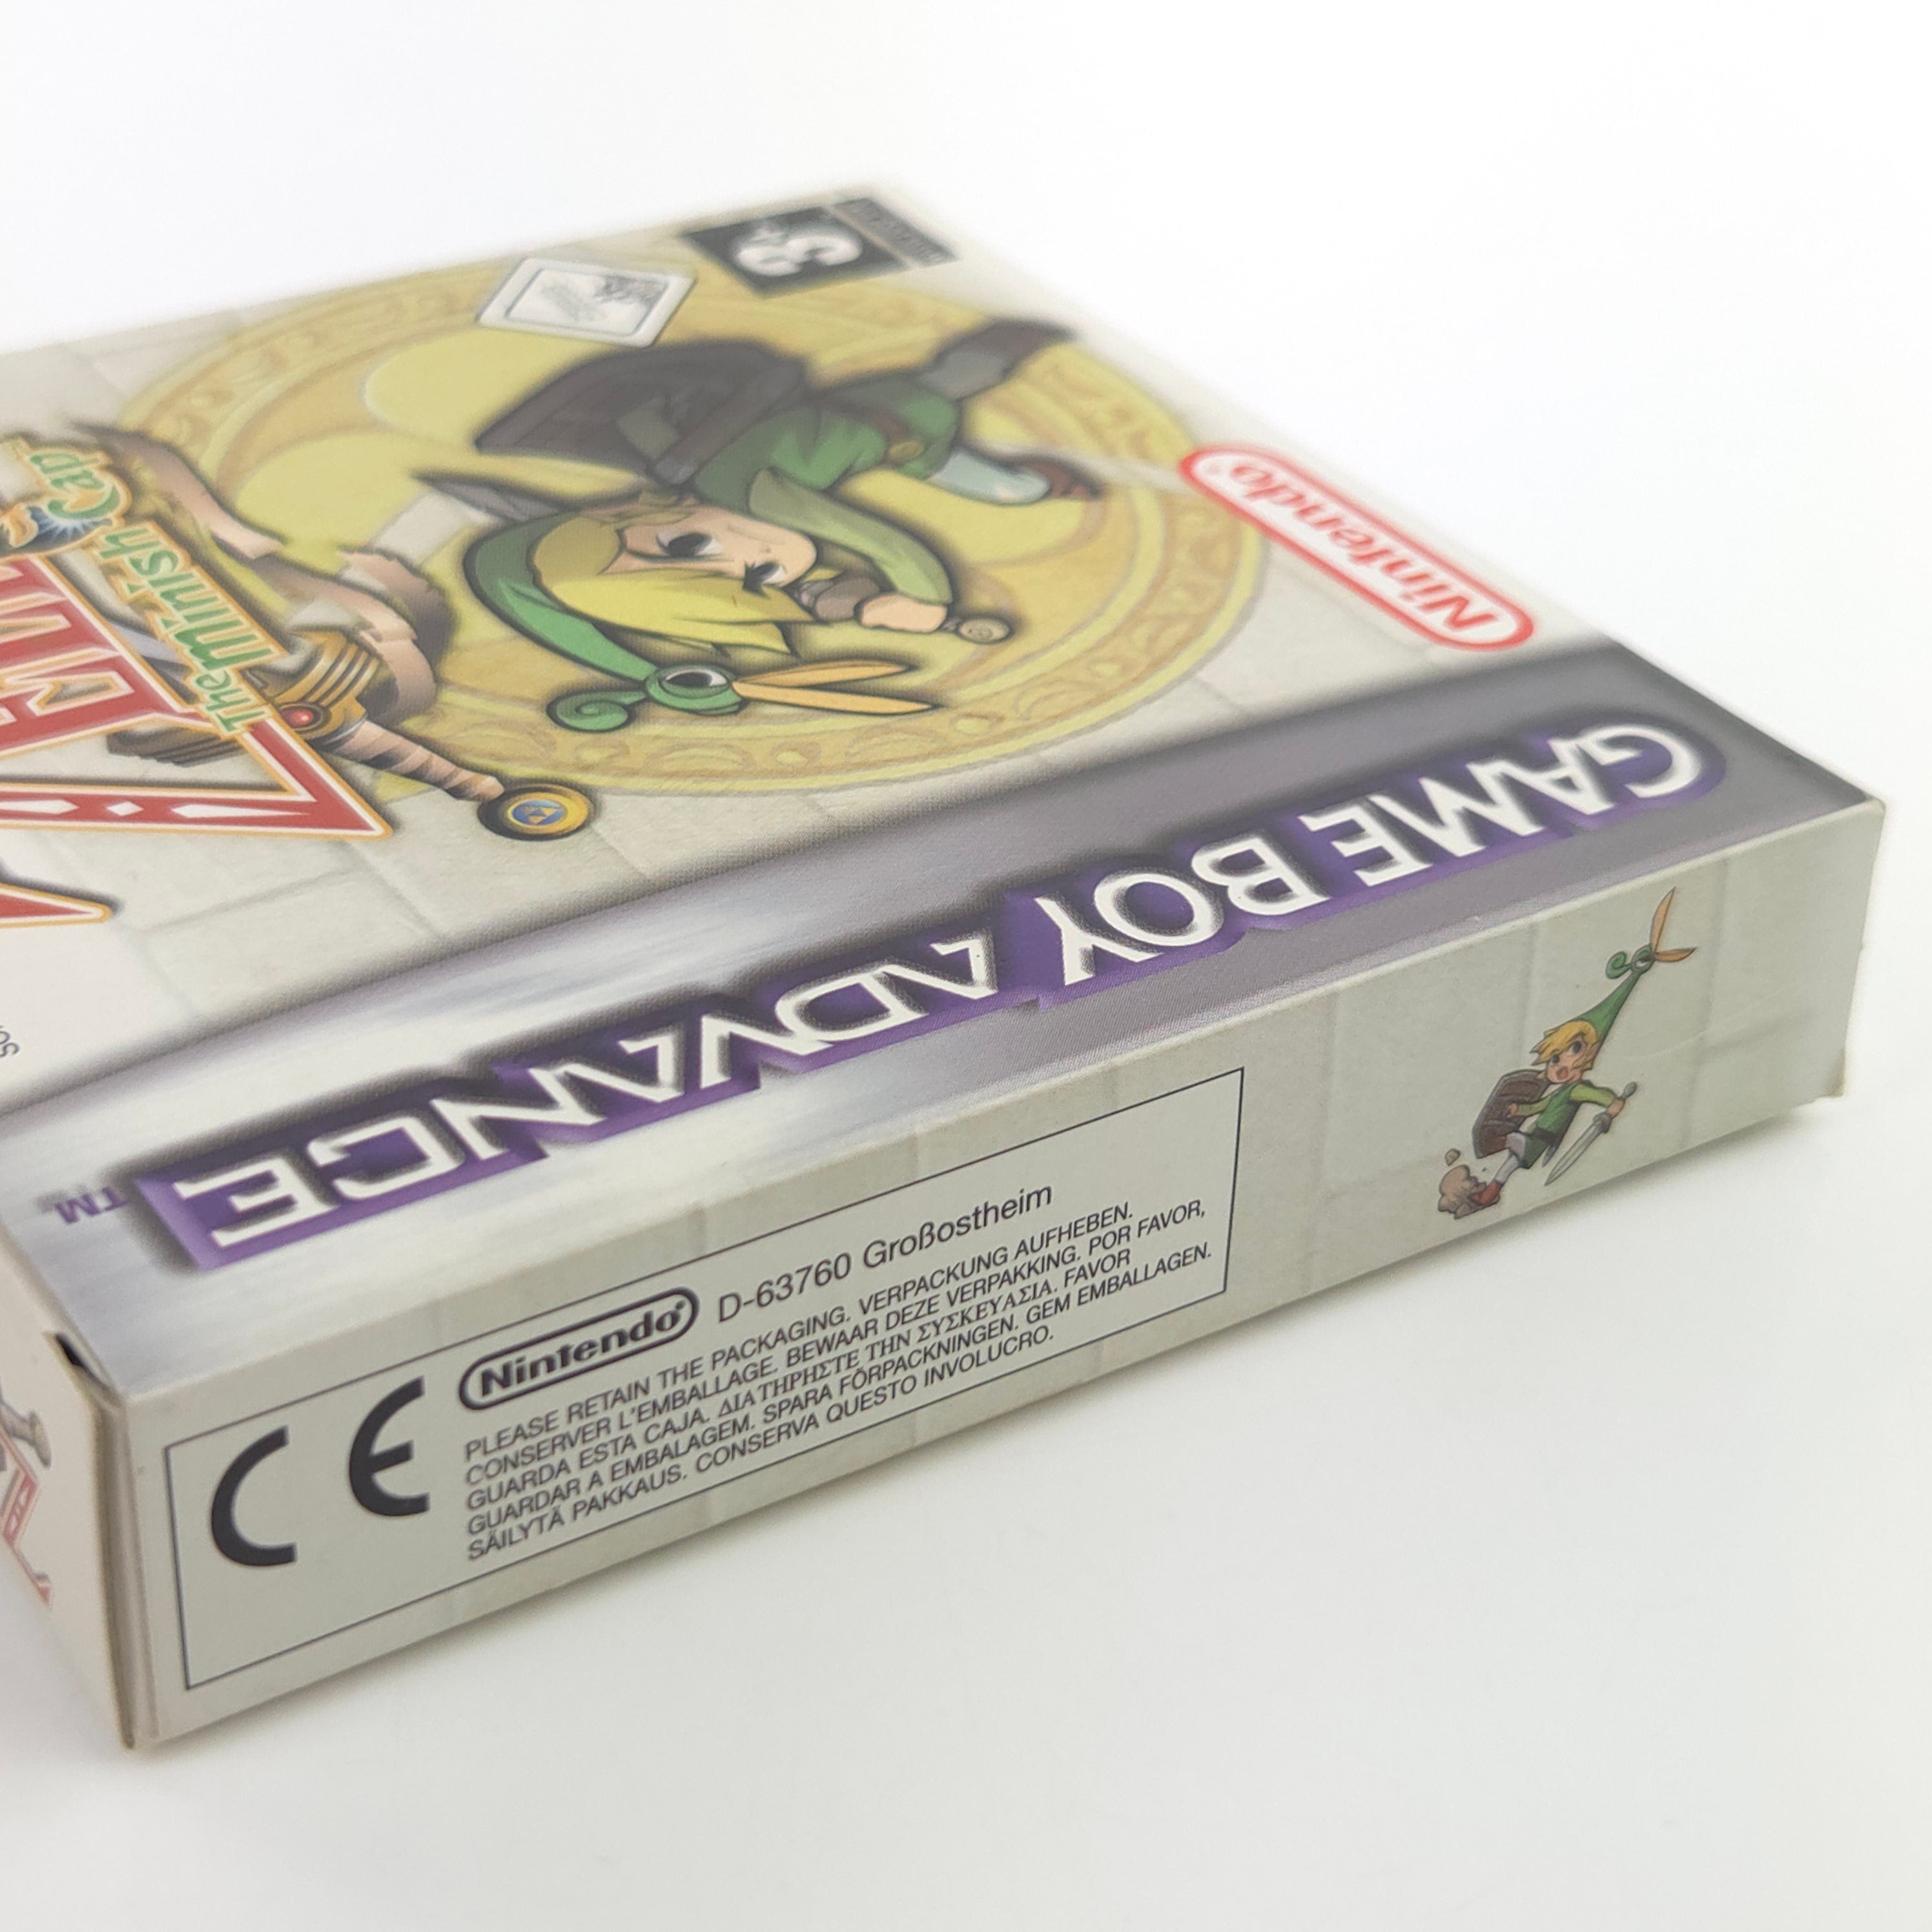 3+
Nintendo®
The Minish Cap
GAME BOY ADVANCE™
CE
Nintendo® D-63760 Großostheim
PLEASE RETAIN THE PACKAGING. VERPACKUNG AUFHEBEN.
CONSERVER L'EMBALLAGE. BEWAAR DEZE VERPAKKING. POR FAVOR,
GUARDA ESTA CAJA. ΔΙΑΤΗΡΗΣΤΕ ΤΗΝ ΣΥΣΚΕΥΑΣΙΑ. FAVOR
GUARDAR A EMBALAGEM. SPARA FÖRPACKNINGEN. GEM EMBALLAGEN.
SÄILYTÄ PAKKAUS. CONSERVA QUESTO INVOLUCRO.